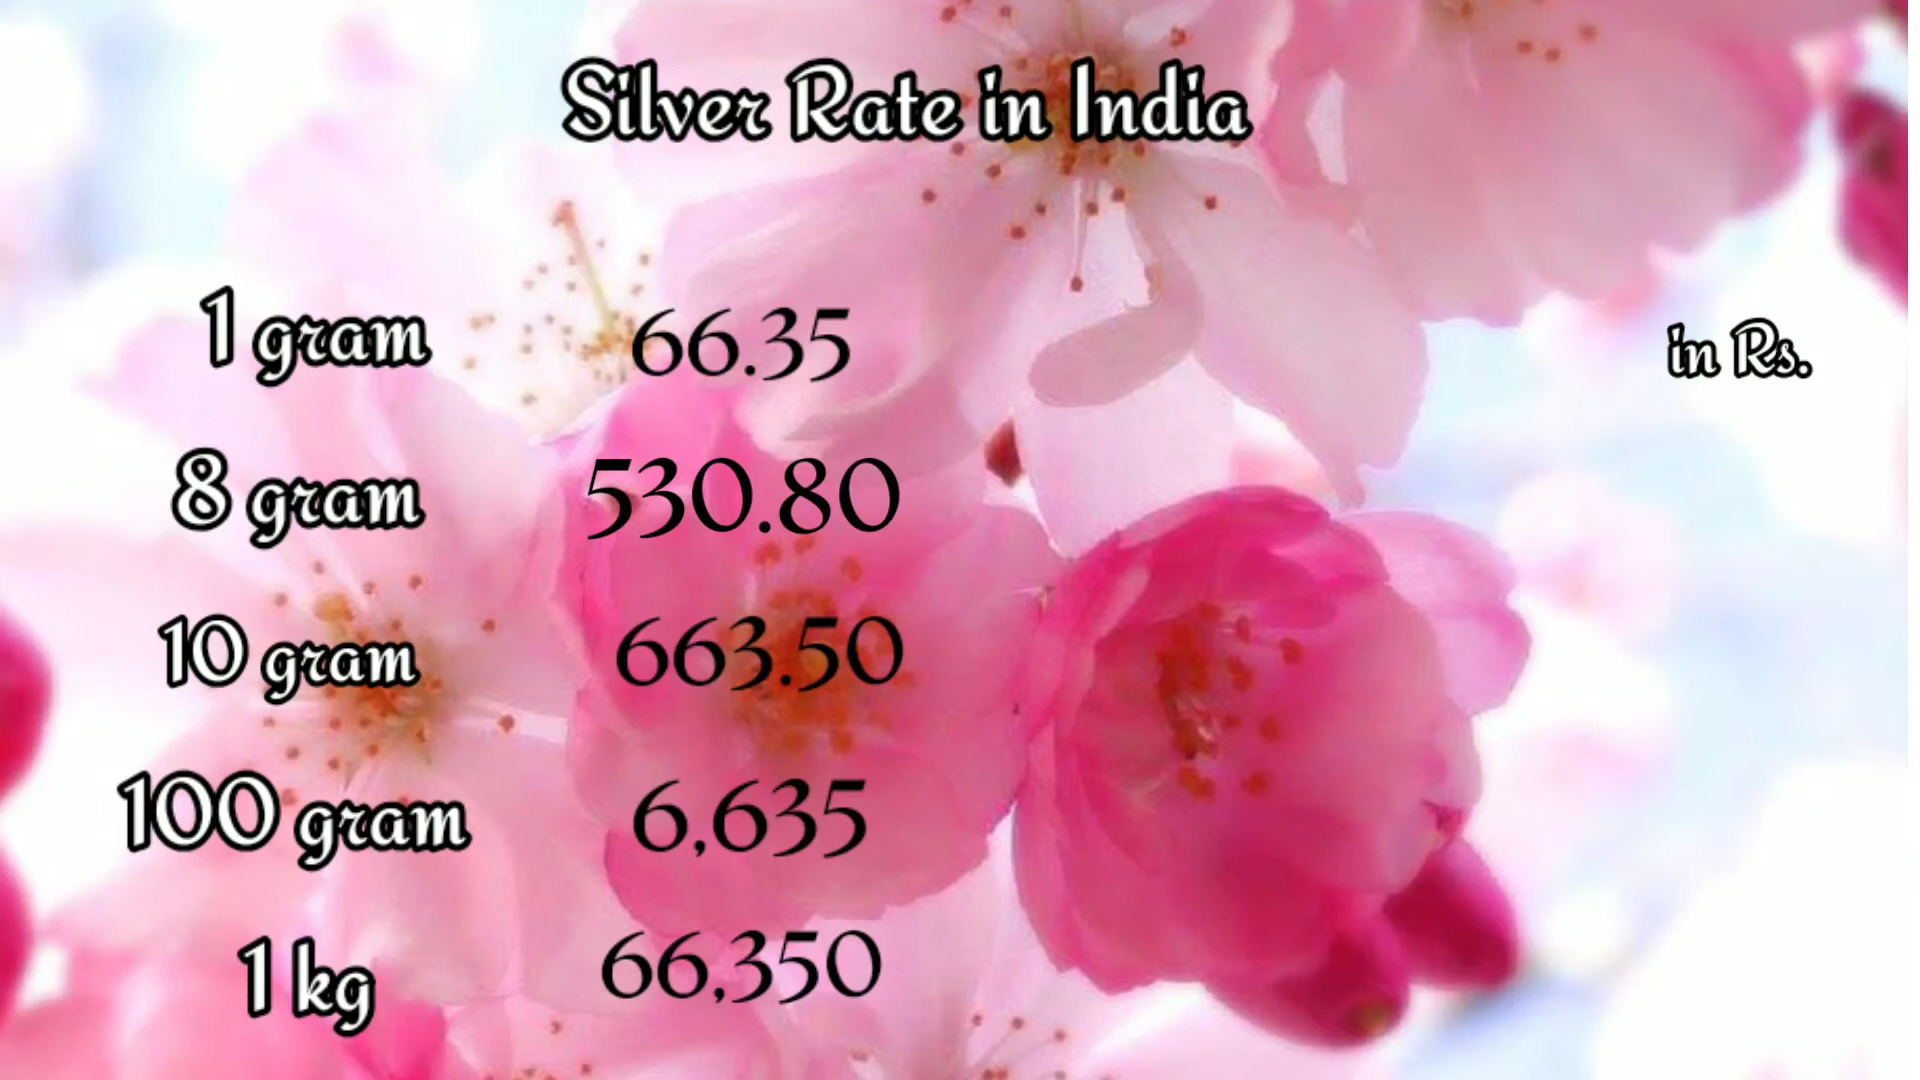 Silver Rate in India
1 gram 66.35 in Rs.
8 gram 530.80
10 gram 663.50
100 gram 6,635
1 kg 66,350